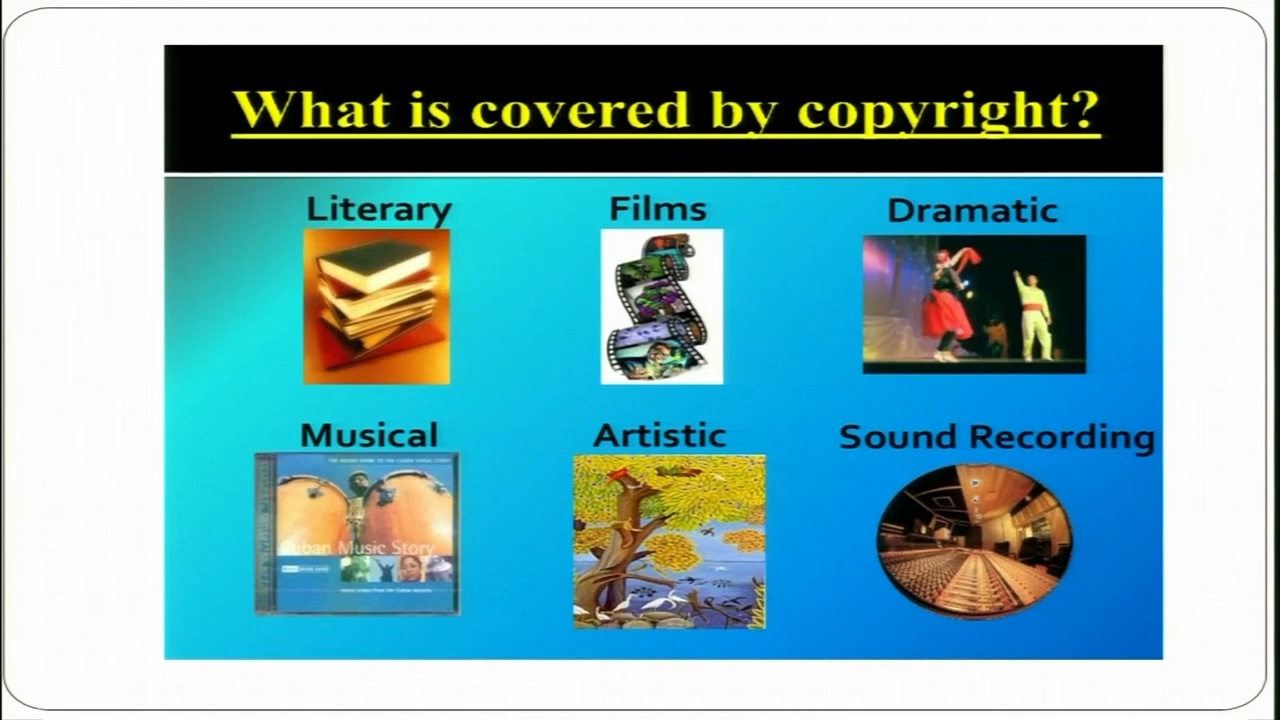 What is covered by copyright?
Literary
Films
Dramatic
Musical
Artistic
Sound Recording
Cuban Music Story